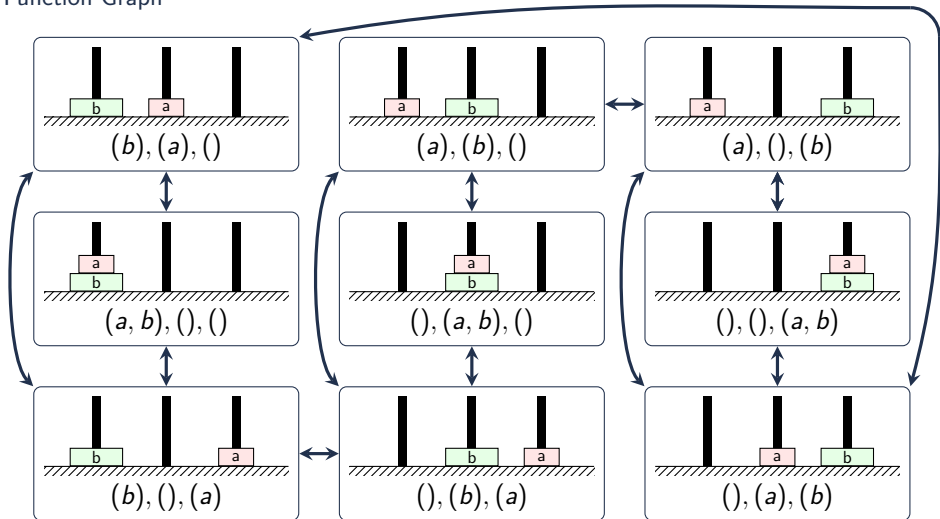 Function Graph
b a
(b), (a), ()
a b
(a), (b), ()
a b
(a), (), (b)
a
b
(a, b), (), ()
a
b
(), (a, b), ()
a
b
(), (), (a, b)
b a
(b), (), (a)
b a
(), (b), (a)
a b
(), (a), (b)